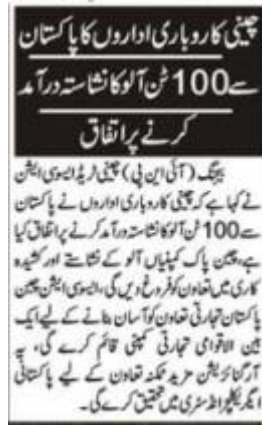 چینی کاروباری اداروں کا پاکستان
سے 100 ٹن آلو کا نشاستہ درآمد
کرنے پر اتفاق
بیجنگ (آئی این پی) چینی ٹریڈ ایسوسی ایشن
نے کہا ہے کہ چینی کاروباری اداروں نے پاکستان
سے 100 ٹن آلو کا نشاستہ درآمد کرنے پر اتفاق کیا
ہے، چین پاک کمپنیاں آلو کے نشاستے اور کشیدہ
کاری میں تعاون کو فروغ دیں گی، ایسوسی ایشن چین
پاکستان تجارتی تعاون کو آسان بنانے کے لیے ایک
بین الاقوامی تجارتی کمپنی قائم کرے گی، یہ
آرگنائزیشن مزید ممکنہ تعاون کے لیے پاکستانی
ایگریکلچر انڈسٹری میں تحقیق کرے گی۔